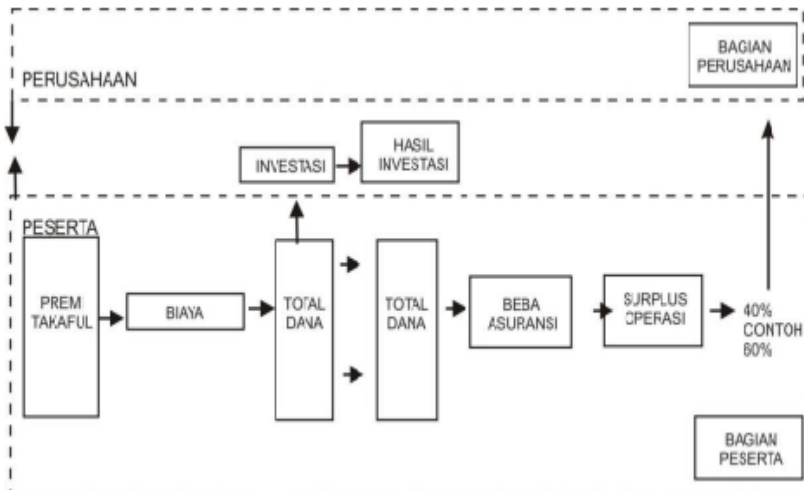 BAGIAN
PERUSAHAAN
PERUSAHAAN
INVESTASI
HASIL
INVESTASI
PESERTA
PREM
TAKAFUL
BIAYA
TOTAL
DANA
TOTAL
DANA
BEBA
ASURANSI
SURPLUS
OPERASI
40%
CONTOH
60%
BAGIAN
PESERTA